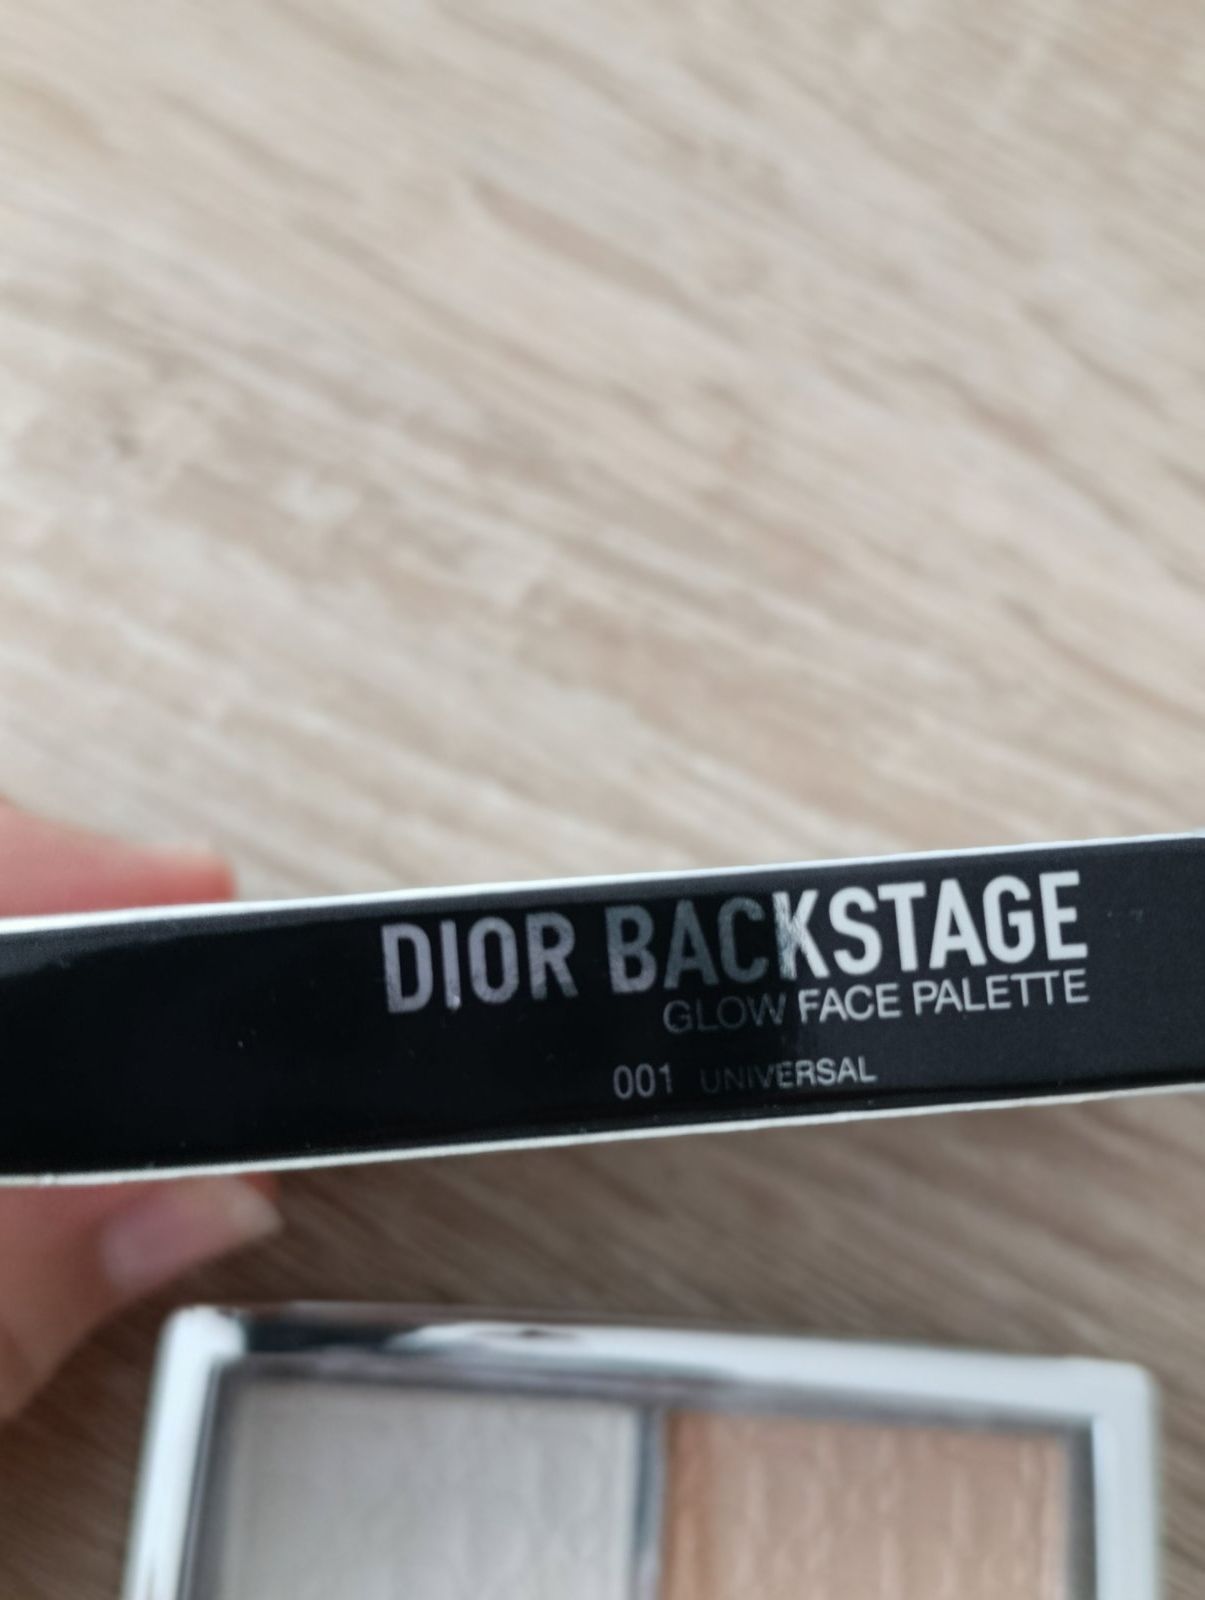 DIOR BACKSTAGE
GLOW FACE PALETTE
001 UNIVERSAL